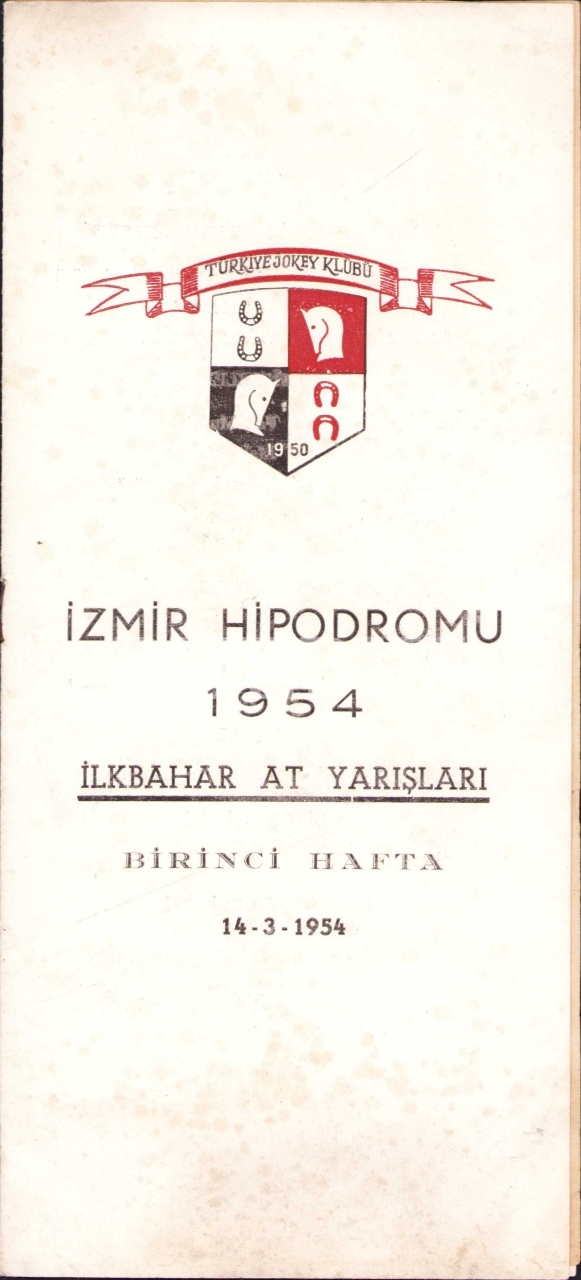 TÜRKİYE JOKEY KLÜBÜ
1950
İZMİR HİPODROMU
1954
İLKBAHAR AT YARIŞLARI
BİRİNCİ HAFTA
14-3-1954